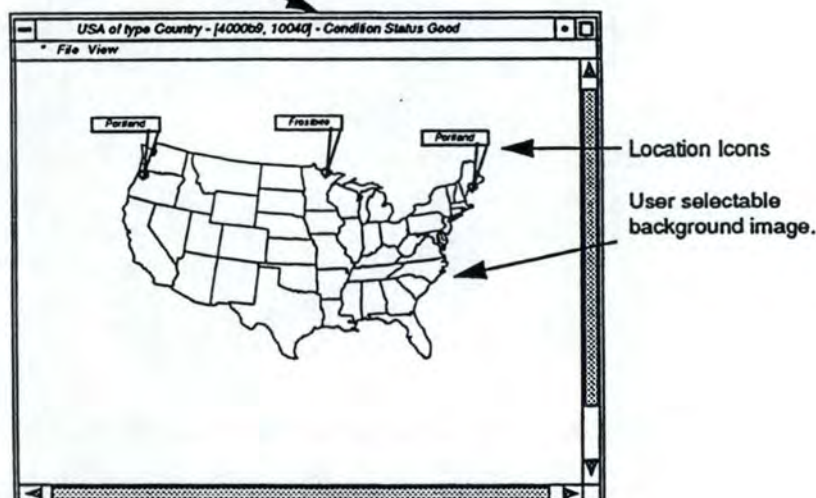 USA of type Country - [4000b9, 10040] - Condition Status Good
* File View
Portland
Frostbee
Portland
Location Icons
User selectable
background image.